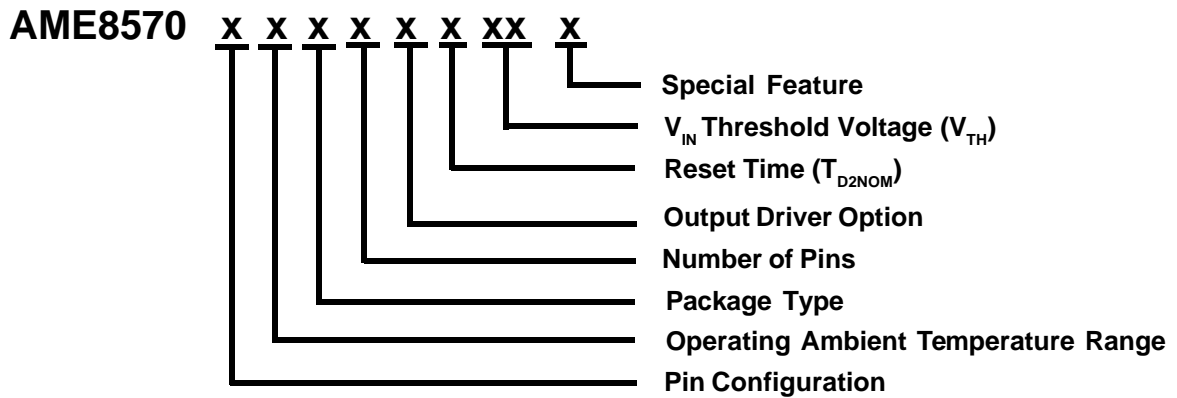 AME8570 x x x x x x xx x
Special Feature
VIN Threshold Voltage (VTH)
Reset Time (TD2NOM)
Output Driver Option
Number of Pins
Package Type
Operating Ambient Temperature Range
Pin Configuration